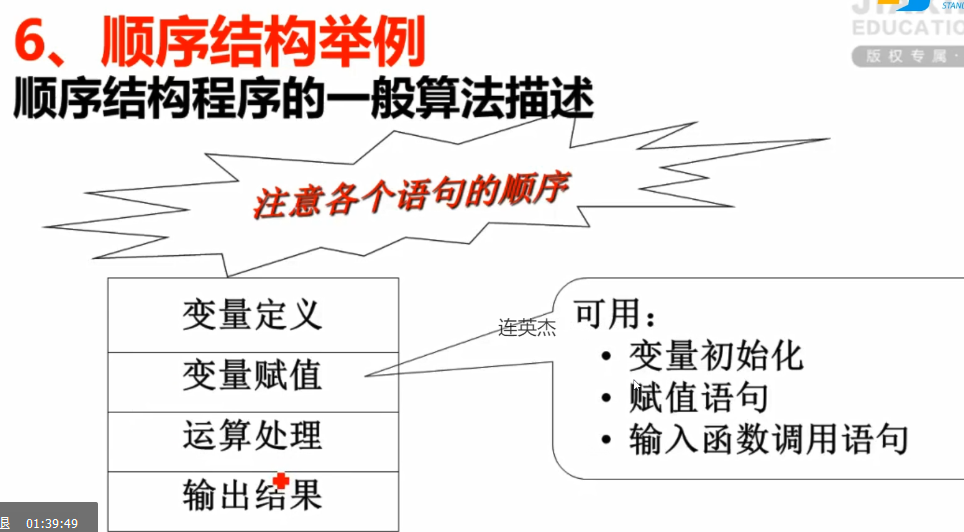 6、顺序结构举例
顺序结构程序的一般算法描述
EDUCATIO
版权专属·
注意各个语句的顺序
变量定义
变量赋值
运算处理
输出结果
连英杰
可用：
• 变量初始化
• 赋值语句
• 输入函数调用语句
01:39:49